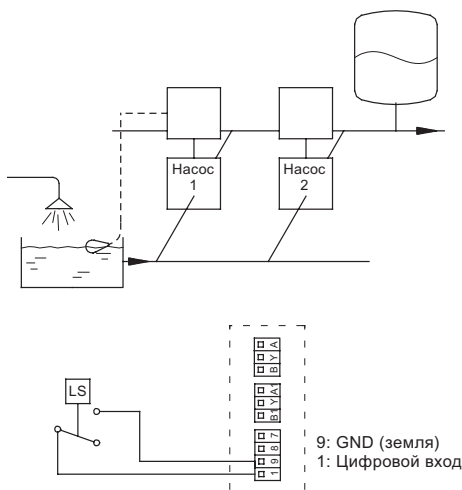 Насос
1
Насос
2
LS
A
Y
B
A1
Y
B1
7
8
9
1
9: GND (земля)
1: Цифровой вход